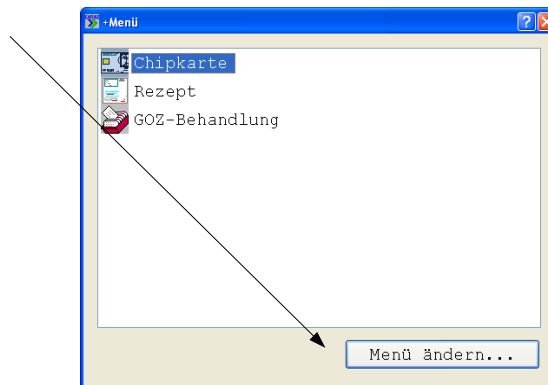 +Menü
Chipkarte
Rezept
GOZ-Behandlung
Menü ändern...